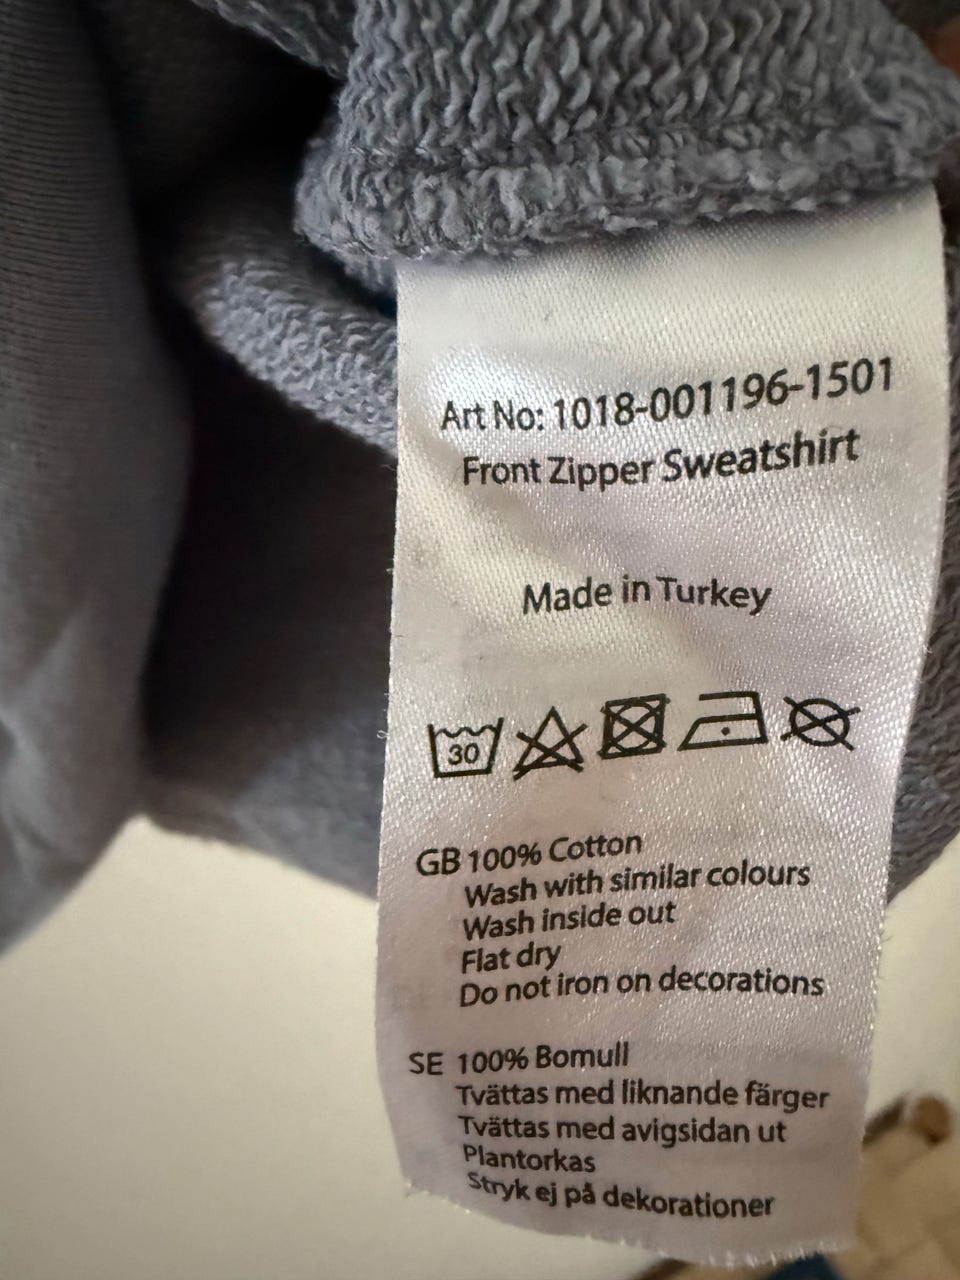 Art No: 1018-001196-1501
Front Zipper Sweatshirt
Made in Turkey
30
GB 100% Cotton
Wash with similar colours
Wash inside out
Flat dry
Do not iron on decorations
SE 100% Bomull
Tvättas med liknande färger
Tvättas med avigsidan ut
Plantorkas
Stryk ej på dekorationer